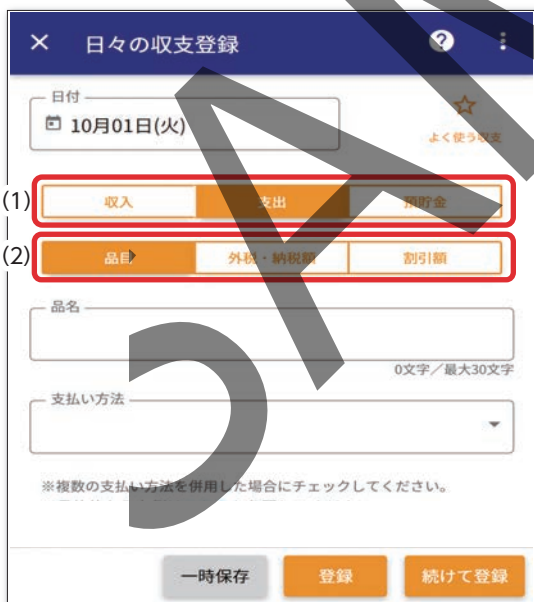 × 日々の収支登録 ?
日付
10月01日(火)
よく使う収支
(1) 収入 支出 預貯金
(2) 品目 外税・納税額 割引額
品名
0文字／最大30文字
支払い方法
※複数の支払い方法を併用した場合にチェックしてください。
一時保存 登録 続けて登録